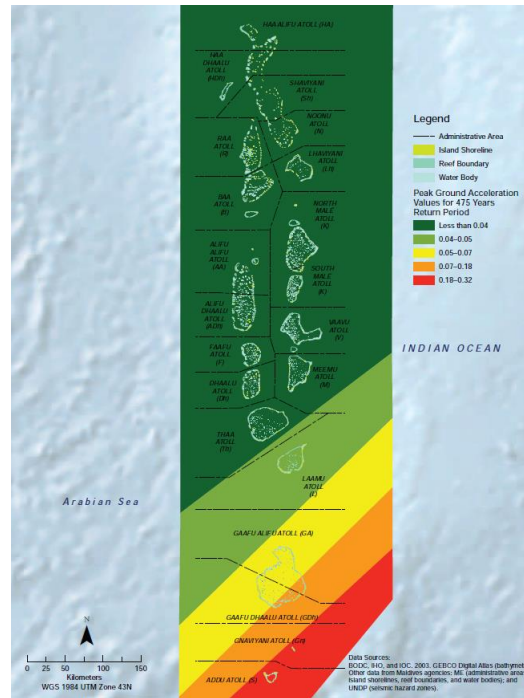 HAA ALIFU ATOLL (HA)
HAA
DHAALU
ATOLL
(HDh)
SHAVIYANI
ATOLL
(Sh)
NOONU
ATOLL
(N)
RAA
ATOLL
(R)
LHAVIYANI
ATOLL
(Lh)
BAA
ATOLL
(B)
NORTH
MALÉ
ATOLL
(K)
ALIFU
ALIFU
ATOLL
(AA)
SOUTH
MALÉ
ATOLL
(K)
ALIFU
DHAALU
ATOLL
(ADh)
VAAVU
ATOLL
(V)
FAAFU
ATOLL
(F)
MEEMU
ATOLL
(M)
DHAALU
ATOLL
(Dh)
THAA
ATOLL
(Th)
LAAMU
ATOLL
(L)
GAAFU ALIFU ATOLL (GA)
GAAFU DHAALU ATOLL (GDh)
GNAVIYANI ATOLL (Gn)
ADDU ATOLL (S)
INDIAN OCEAN
Arabian Sea
Legend
Administrative Area
Island Shoreline
Reef Boundary
Water Body
Peak Ground Acceleration
Values for 475 Years
Return Period
Less than 0.04
0.04–0.05
0.05–0.07
0.07–0.18
0.18–0.32
N
0 25 50 100 150
Kilometers
WGS 1984 UTM Zone 43N
Data Sources:
BODC, IHO, and IOC. 2003. GEBCO Digital Atlas (bathymet
Other data from Maldives agencies; ME (administrative area
island shorelines, reef boundaries, and water bodies); and
UNDP (seismic hazard zones).